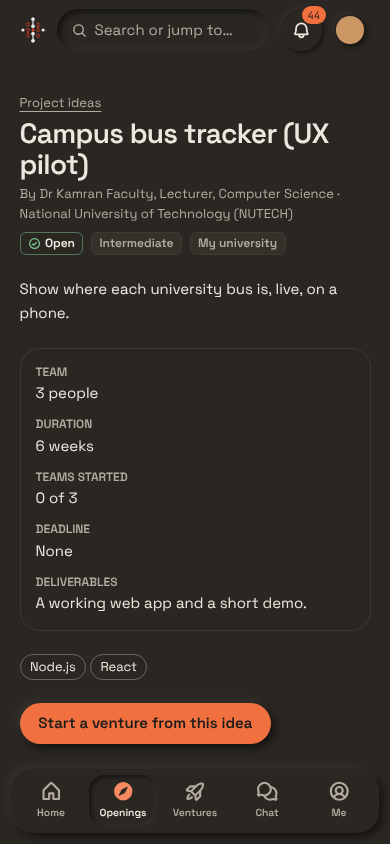 Search or jump to...
44
Project ideas
Campus bus tracker (UX
pilot)
By Dr Kamran Faculty, Lecturer, Computer Science ·
National University of Technology (NUTECH)
Open
Intermediate
My university
Show where each university bus is, live, on a
phone.
TEAM
3 people
DURATION
6 weeks
TEAMS STARTED
0 of 3
DEADLINE
None
DELIVERABLES
A working web app and a short demo.
Node.js
React
Start a venture from this idea
Home
Openings
Ventures
Chat
Me